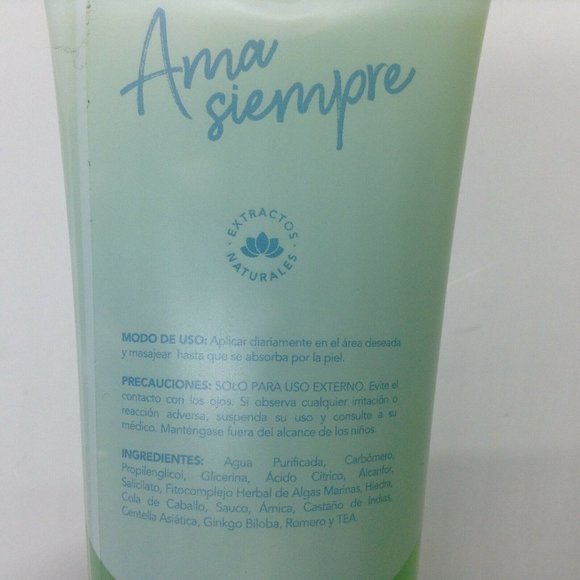 Ama
siempre
· EXTRACTOS ·
NATURALES
MODO DE USO: Aplicar diariamente en el área deseada
y masajear hasta que se absorba por la piel.
PRECAUCIONES: SOLO PARA USO EXTERNO. Evite el
contacto con los ojos. Si observa cualquier irritación o
reacción adversa, suspenda su uso y consulte a su
médico. Manténgase fuera del alcance de los niños.
INGREDIENTES: Agua Purificada, Carbómero,
Propilenglicol, Glicerina, Ácido Cítrico, Alcanfor,
Salicilato, Fitocomplejo Herbal de Algas Marinas, Hiedra,
Cola de Caballo, Sauco, Árnica, Castaño de Indias,
Centella Asiática, Ginkgo Biloba, Romero y TEA.